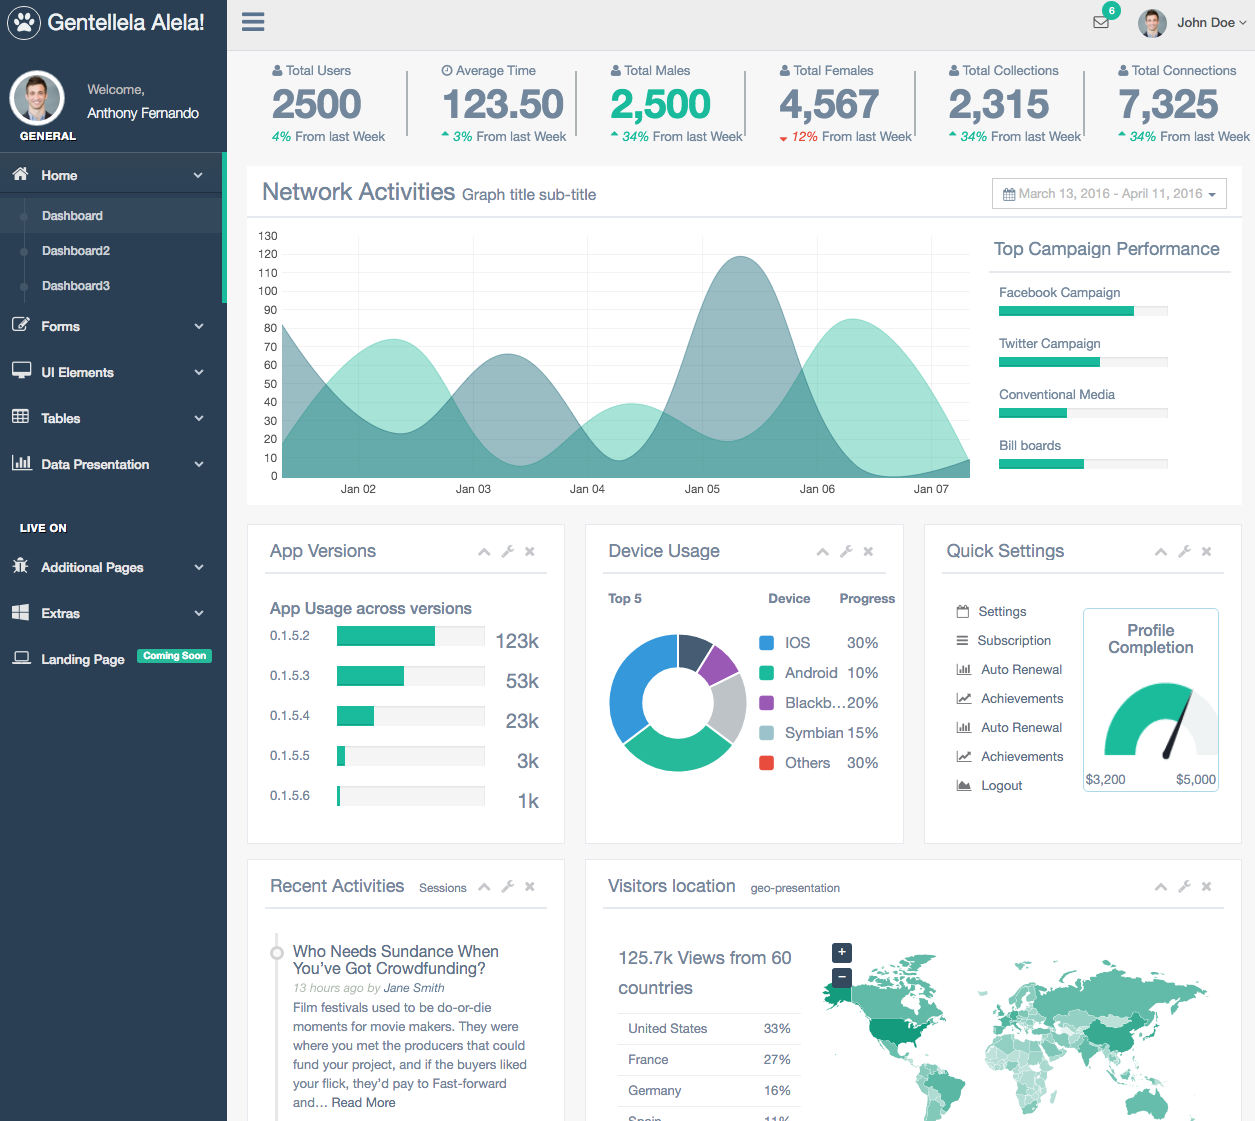 Gentellela Alela!
6
John Doe
Welcome,
Anthony Fernando
GENERAL
Home
Dashboard
Dashboard2
Dashboard3
Forms
UI Elements
Tables
Data Presentation
LIVE ON
Additional Pages
Extras
Landing Page Coming Soon
Total Users
2500
4% From last Week
Average Time
123.50
3% From last Week
Total Males
2,500
34% From last Week
Total Females
4,567
12% From last Week
Total Collections
2,315
34% From last Week
Total Connections
7,325
34% From last Week
Network Activities Graph title sub-title
March 13, 2016 - April 11, 2016
130
120
110
100
90
80
70
60
50
40
30
20
10
0
Jan 02 Jan 03 Jan 04 Jan 05 Jan 06 Jan 07
Top Campaign Performance
Facebook Campaign
Twitter Campaign
Conventional Media
Bill boards
App Versions
App Usage across versions
0.1.5.2 123k
0.1.5.3 53k
0.1.5.4 23k
0.1.5.5 3k
0.1.5.6 1k
Device Usage
Top 5 Device Progress
IOS 30%
Android 10%
Blackb... 20%
Symbian 15%
Others 30%
Quick Settings
Settings
Subscription
Auto Renewal
Achievements
Auto Renewal
Achievements
Logout
Profile
Completion
$3,200 $5,000
Recent Activities Sessions
Who Needs Sundance When
You've Got Crowdfunding?
13 hours ago by Jane Smith
Film festivals used to be do-or-die
moments for movie makers. They were
where you met the producers that could
fund your project, and if the buyers liked
your flick, they'd pay to Fast-forward
and... Read More
Visitors location geo-presentation
125.7k Views from 60
countries
United States 33%
France 27%
Germany 16%
Spain 11%
+
−